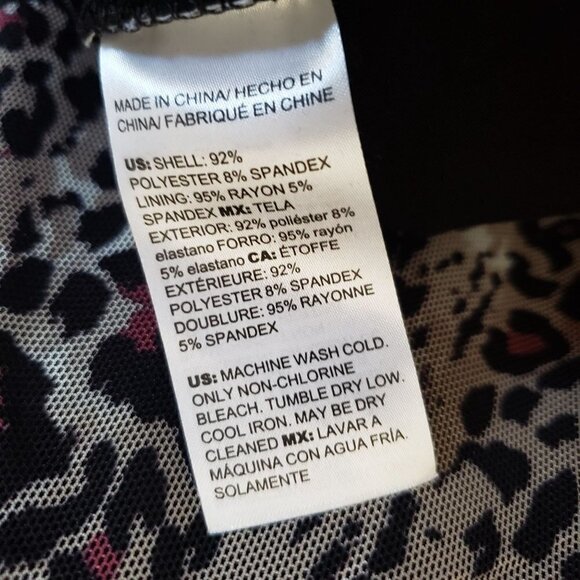 MADE IN CHINA/ HECHO EN
CHINA/ FABRIQUÉ EN CHINE
US: SHELL: 92%
POLYESTER 8% SPANDEX
LINING: 95% RAYON 5%
SPANDEX MX: TELA
EXTERIOR: 92% poliéster 8%
elastano FORRO: 95% rayón
5% elastano CA: ÉTOFFE
EXTÉRIEURE: 92%
POLYESTER 8% SPANDEX
DOUBLURE: 95% RAYONNE
5% SPANDEX
US: MACHINE WASH COLD.
ONLY NON-CHLORINE
BLEACH. TUMBLE DRY LOW.
COOL IRON. MAY BE DRY
CLEANED MX: LAVAR A
MÁQUINA CON AGUA FRÍA.
SOLAMENTE